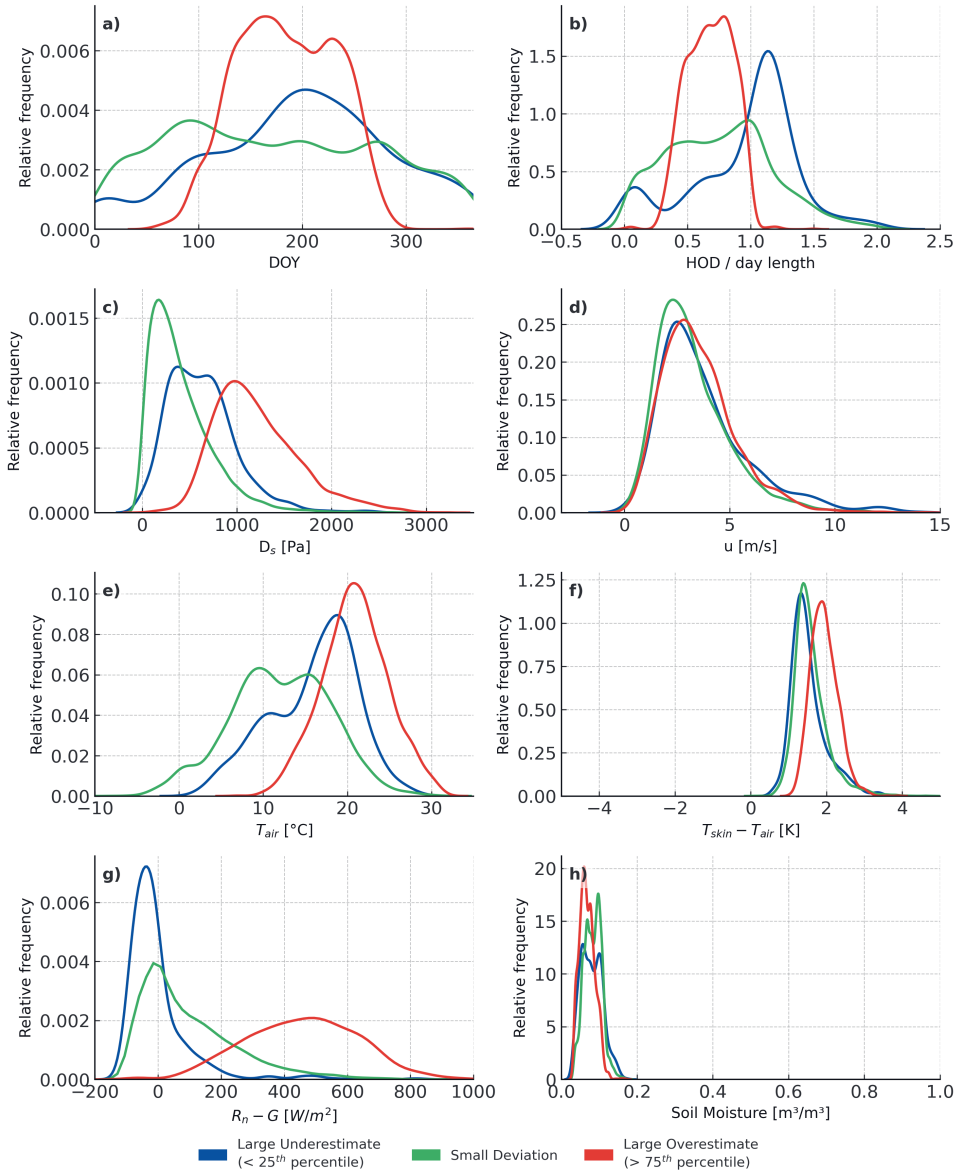 a)
Relative frequency
0.006
0.004
0.002
0.000
0
100
200
300
DOY
b)
Relative frequency
1.5
1.0
0.5
0.0
−0.5
0.0
0.5
1.0
1.5
2.0
2.5
HOD / day length
c)
Relative frequency
0.0015
0.0010
0.0005
0.0000
0
1000
2000
3000
D_s [Pa]
d)
Relative frequency
0.25
0.20
0.15
0.10
0.05
0.00
0
5
10
15
u [m/s]
e)
Relative frequency
0.10
0.08
0.06
0.04
0.02
0.00
−10
0
10
20
30
T_air [°C]
f)
Relative frequency
1.25
1.00
0.75
0.50
0.25
0.00
−4
−2
0
2
4
T_skin − T_air [K]
g)
Relative frequency
0.006
0.004
0.002
0.000
−200
0
200
400
600
800
1000
R_n − G [W/m²]
h)
Relative frequency
20
15
10
5
0
0.0
0.2
0.4
0.6
0.8
1.0
Soil Moisture [m³/m³]
Large Underestimate
(< 25th percentile)
Small Deviation
Large Overestimate
(> 75th percentile)